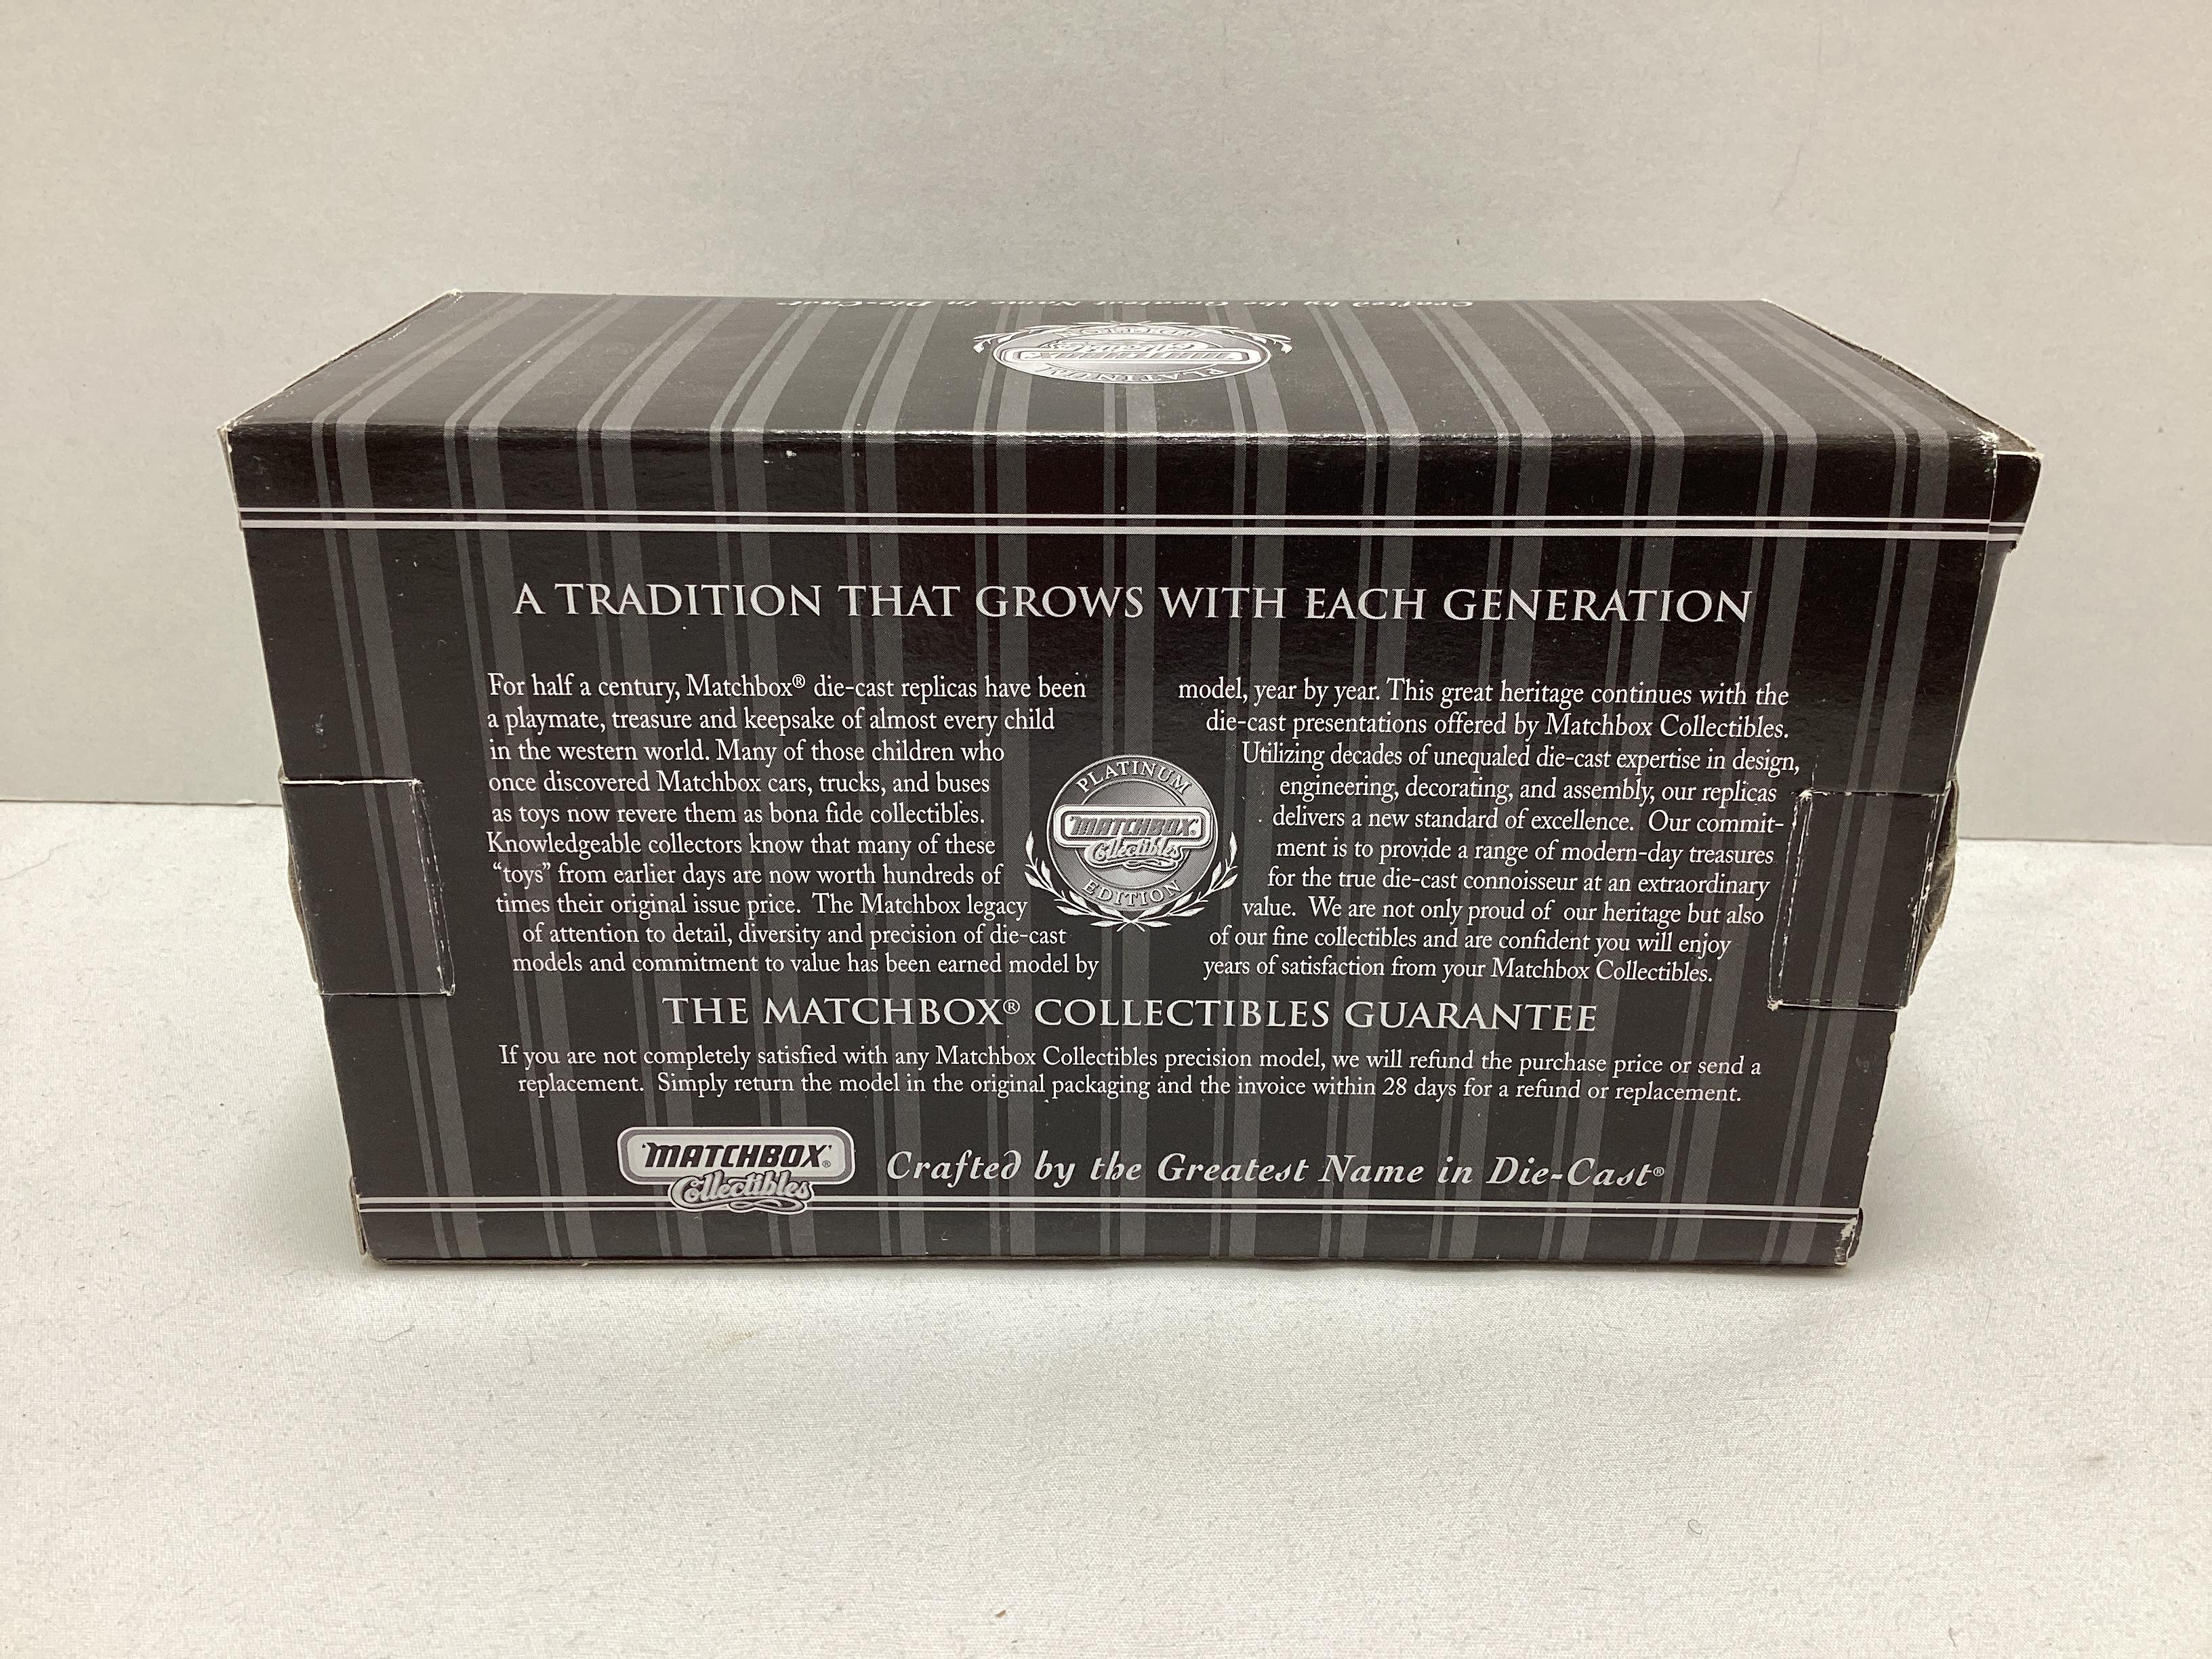 Crafted by the Greatest Name in Die-Cast
PLATINUM
MATCHBOX
Collectibles
EDITION
A TRADITION THAT GROWS WITH EACH GENERATION
For half a century, Matchbox® die-cast replicas have been
a playmate, treasure and keepsake of almost every child
in the western world. Many of those children who
once discovered Matchbox cars, trucks, and buses
as toys now revere them as bona fide collectibles.
Knowledgeable collectors know that many of these
“toys” from earlier days are now worth hundreds of
times their original issue price. The Matchbox legacy
of attention to detail, diversity and precision of die-cast
models and commitment to value has been earned model by
PLATINUM
MATCHBOX®
Collectibles
EDITION
model, year by year. This great heritage continues with the
die-cast presentations offered by Matchbox Collectibles.
Utilizing decades of unequaled die-cast expertise in design,
engineering, decorating, and assembly, our replicas
delivers a new standard of excellence. Our commit-
ment is to provide a range of modern-day treasures
for the true die-cast connoisseur at an extraordinary
value. We are not only proud of our heritage but also
of our fine collectibles and are confident you will enjoy
years of satisfaction from your Matchbox Collectibles.
THE MATCHBOX® COLLECTIBLES GUARANTEE
If you are not completely satisfied with any Matchbox Collectibles precision model, we will refund the purchase price or send a
replacement. Simply return the model in the original packaging and the invoice within 28 days for a refund or replacement.
MATCHBOX®
Collectibles
Crafted by the Greatest Name in Die-Cast®